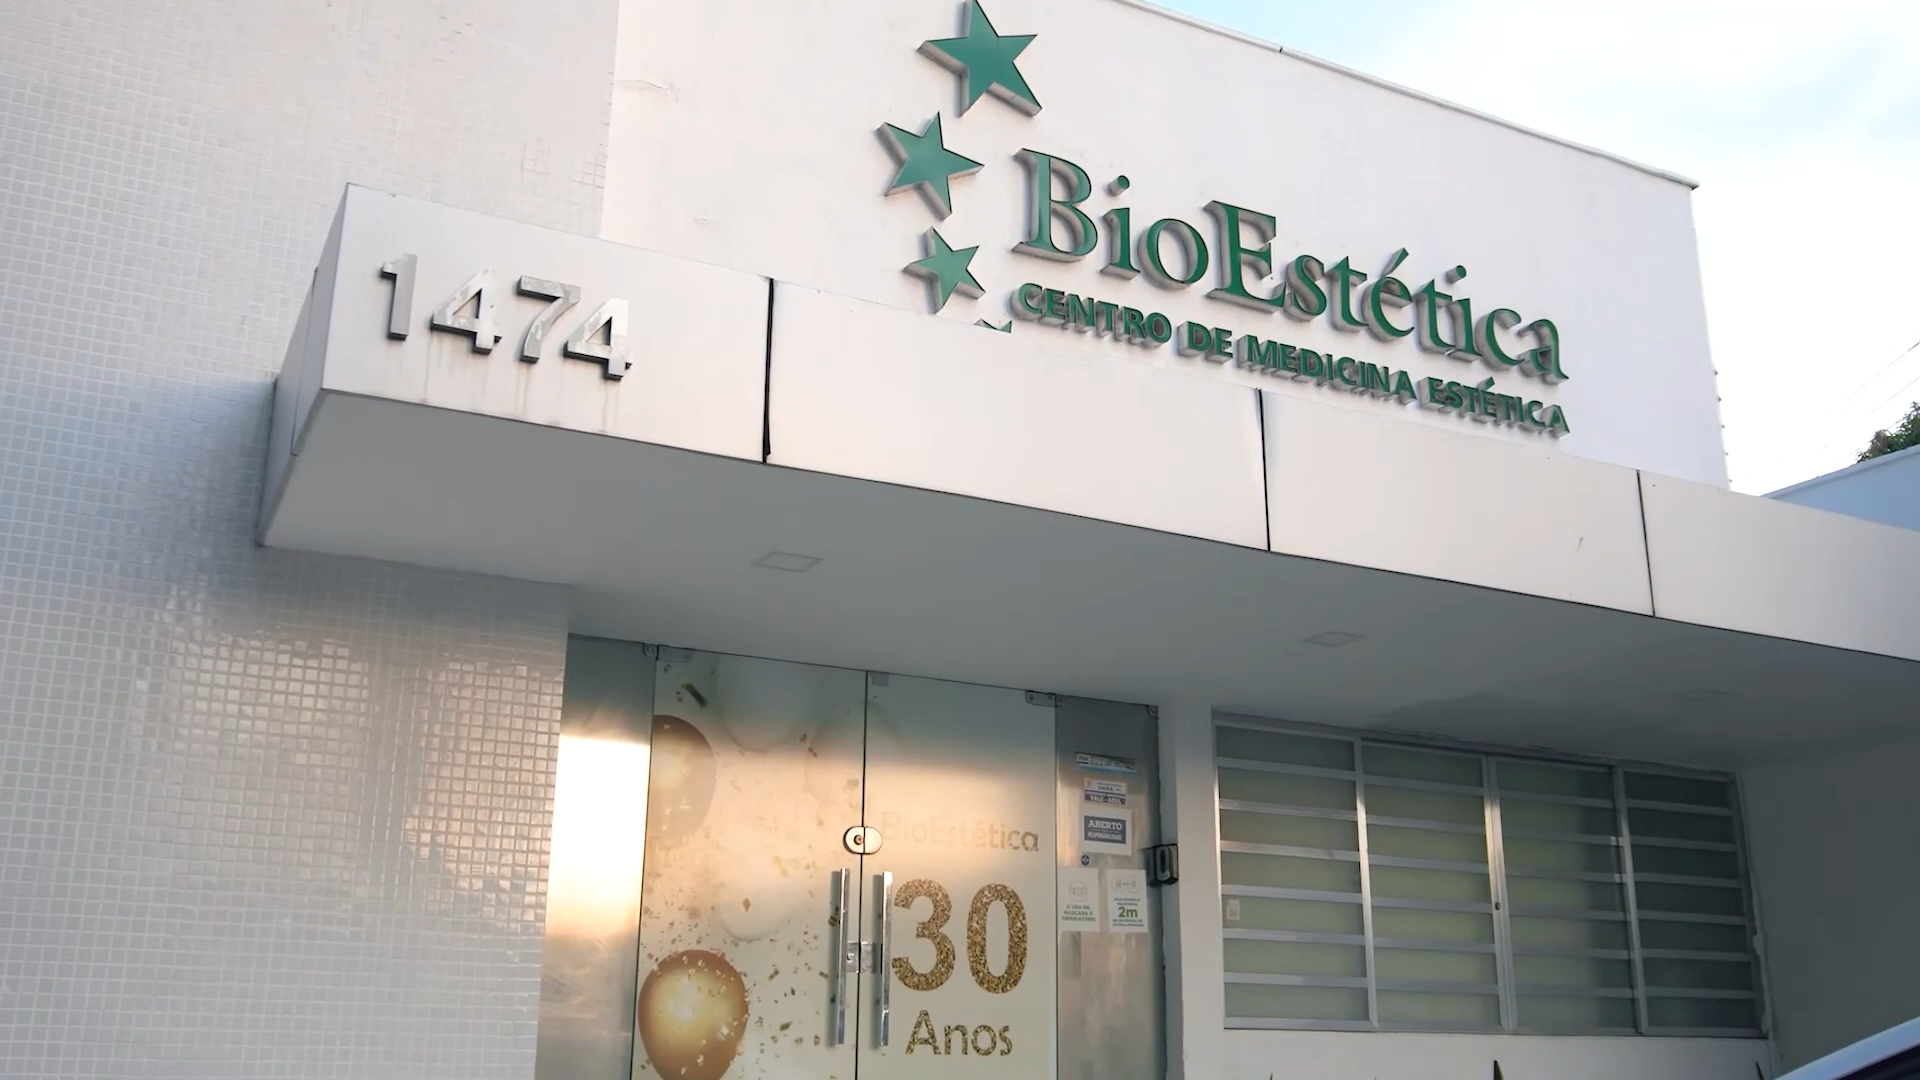 BioEstética
CENTRO DE MEDICINA ESTÉTICA
1474
BioEstética
30
Anos
ABERTO
2m